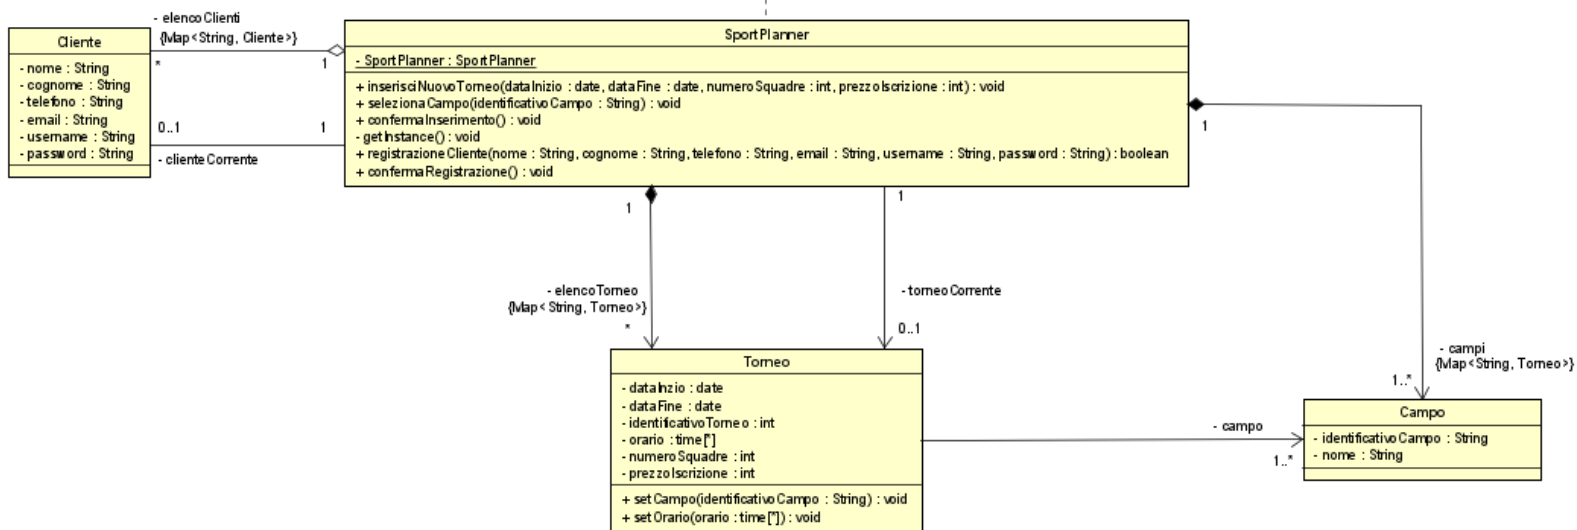 - elencoClienti
{Map<String, Cliente>}
Cliente
- nome : String
- cognome : String
- telefono : String
- email : String
- username : String
- password : String
*
1
0..1
1
- clienteCorrente
SportPlanner
- SportPlanner : SportPlanner
+ inserisciNuovoTorneo(dataInizio : date, dataFine : date, numeroSquadre : int, prezzoIscrizione : int) : void
+ selezionaCampo(identificativoCampo : String) : void
+ confermaInserimento() : void
- getInstance() : void
+ registrazioneCliente(nome : String, cognome : String, telefono : String, email : String, username : String, password : String) : boolean
+ confermaRegistrazione() : void
1
1
1
- elencoTorneo
{Map< String, Torneo>}
*
- torneoCorrente
0..1
- campi
{Map<String, Torneo>}
1..*
Torneo
- dataInzio : date
- dataFine : date
- identificativoTorneo : int
- orario : time[*]
- numeroSquadre : int
- prezzoIscrizione : int
+ setCampo(identificativoCampo : String) : void
+ setOrario(orario : time[*]) : void
- campo
1..*
Campo
- identificativoCampo : String
- nome : String